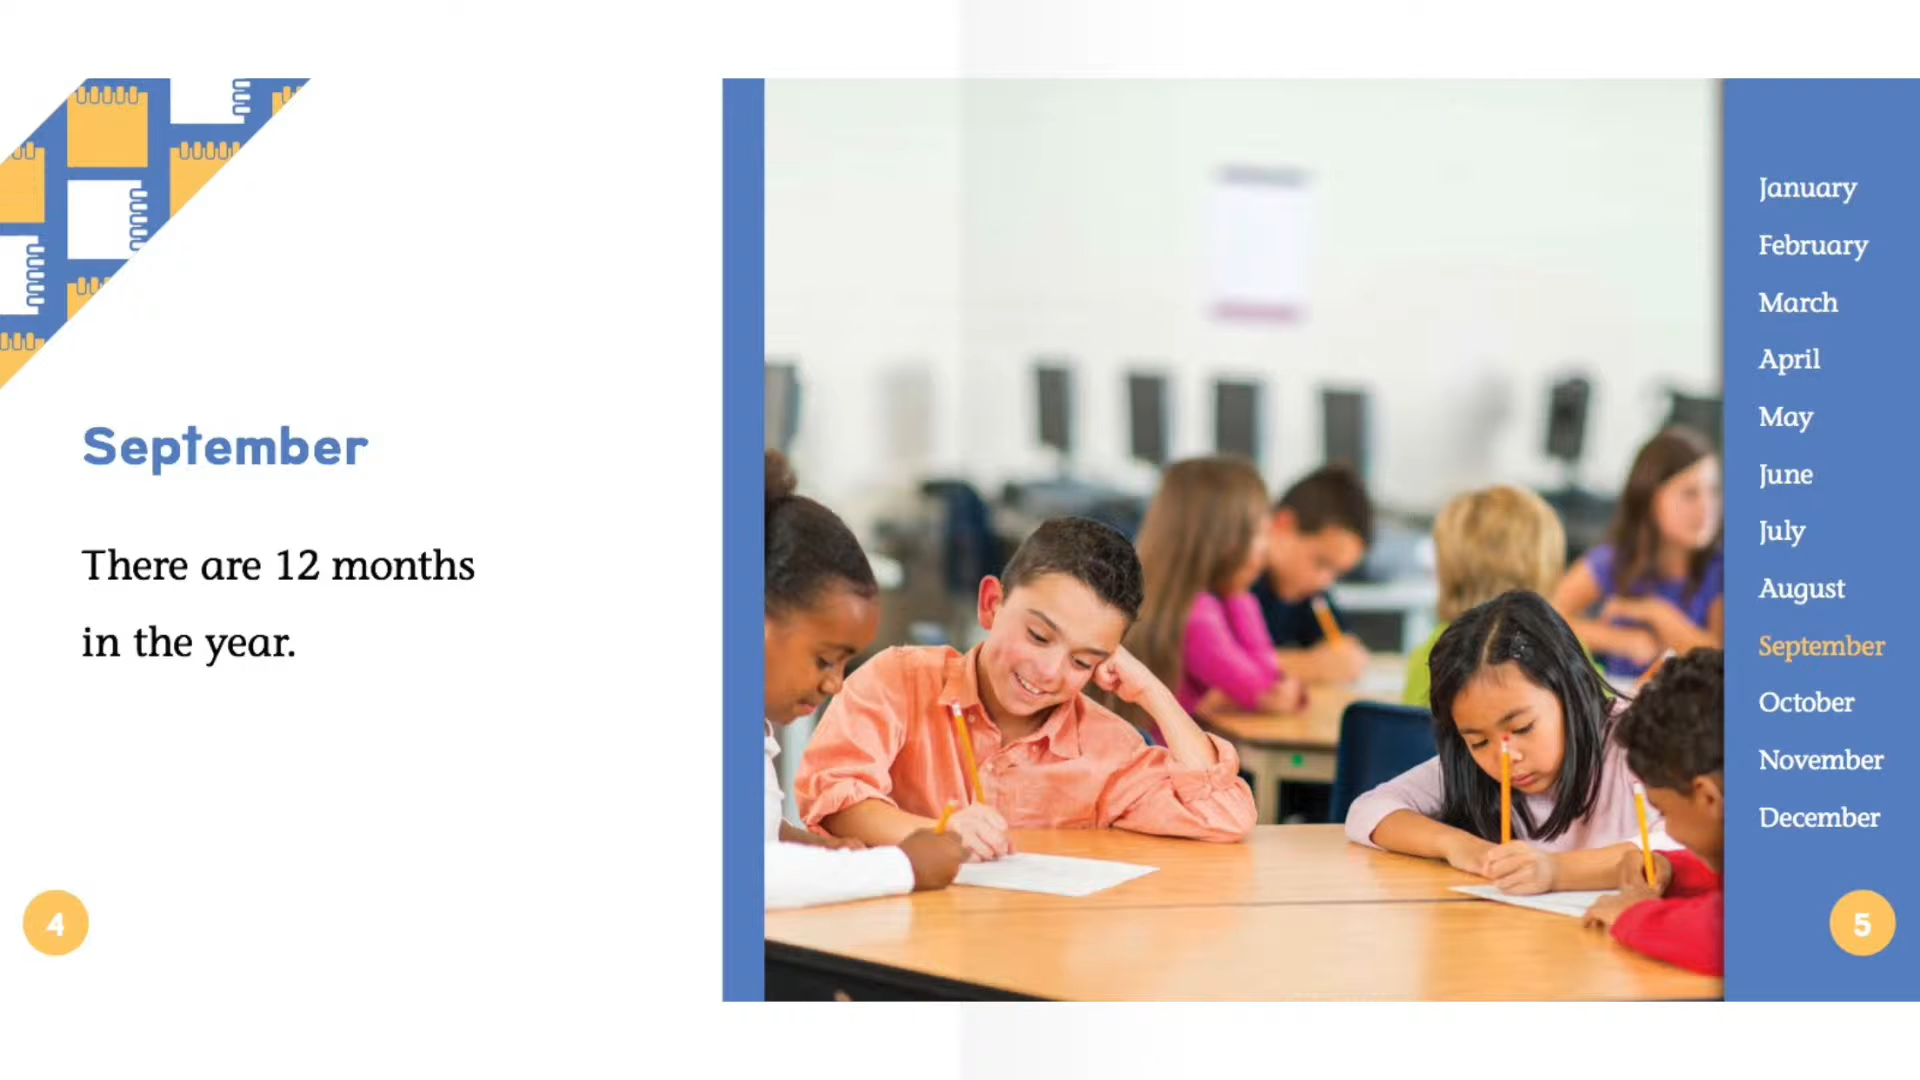 September
There are 12 months
in the year.
4
January
February
March
April
May
June
July
August
September
October
November
December
5